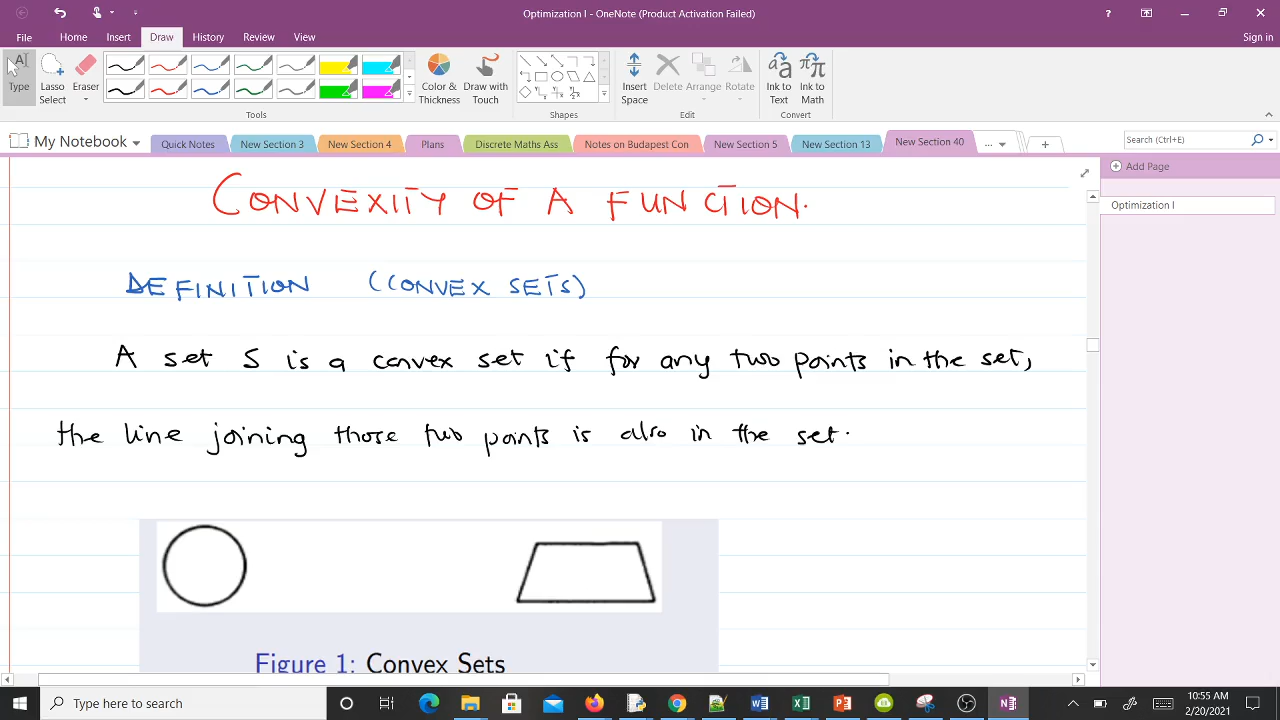 Optimization I - OneNote (Product Activation Failed)
Sign in
File Home Insert Draw History Review View
Type
Lasso Select
Eraser
Color & Thickness
Draw with Touch
Insert Space
Delete
Arrange
Rotate
Ink to Text
Ink to Math
Tools
Shapes
Edit
Convert
My Notebook
Quick Notes
New Section 3
New Section 4
Plans
Discrete Maths Ass
Notes on Budapest Con
New Section 5
New Section 13
New Section 40
...
Search (Ctrl+E)
Add Page
Optimization I
CONVEXITY OF A FUNCTION.
DEFINITION (CONVEX SETS)
A set S is a convex set if for any two points in the set,
the line joining those two points is also in the set.
Figure 1: Convex Sets
Type here to search
10:55 AM
2/20/2021